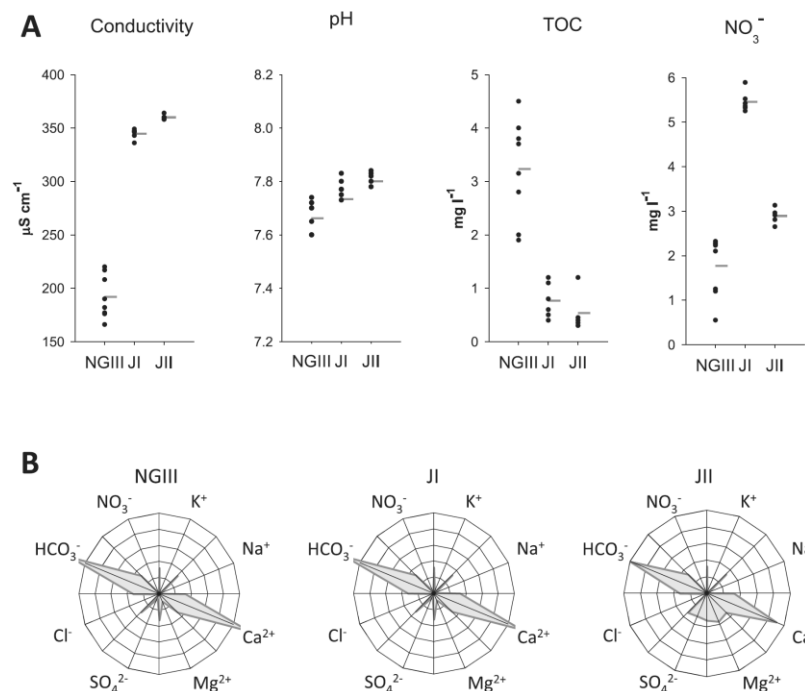 A
Conductivity pH TOC NO₃⁻
400 8.2 5 6
350 8.0 4 5
300 7.8 3 4
250 7.6 2 3
200 7.4 1 2
150 7.2 0 1
0
µS cm⁻¹ mg l⁻¹ mg l⁻¹
NGIII JI JII NGIII JI JII NGIII JI JII NGIII JI JII
B
NGIII JI JII
NO₃⁻ K⁺ NO₃⁻ K⁺ NO₃⁻ K⁺
HCO₃⁻ Na⁺ HCO₃⁻ Na⁺ HCO₃⁻ Na
Cl⁻ Ca²⁺ Cl⁻ Ca²⁺ Cl⁻ Ca
SO₄²⁻ Mg²⁺ SO₄²⁻ Mg²⁺ SO₄²⁻ Mg²⁺